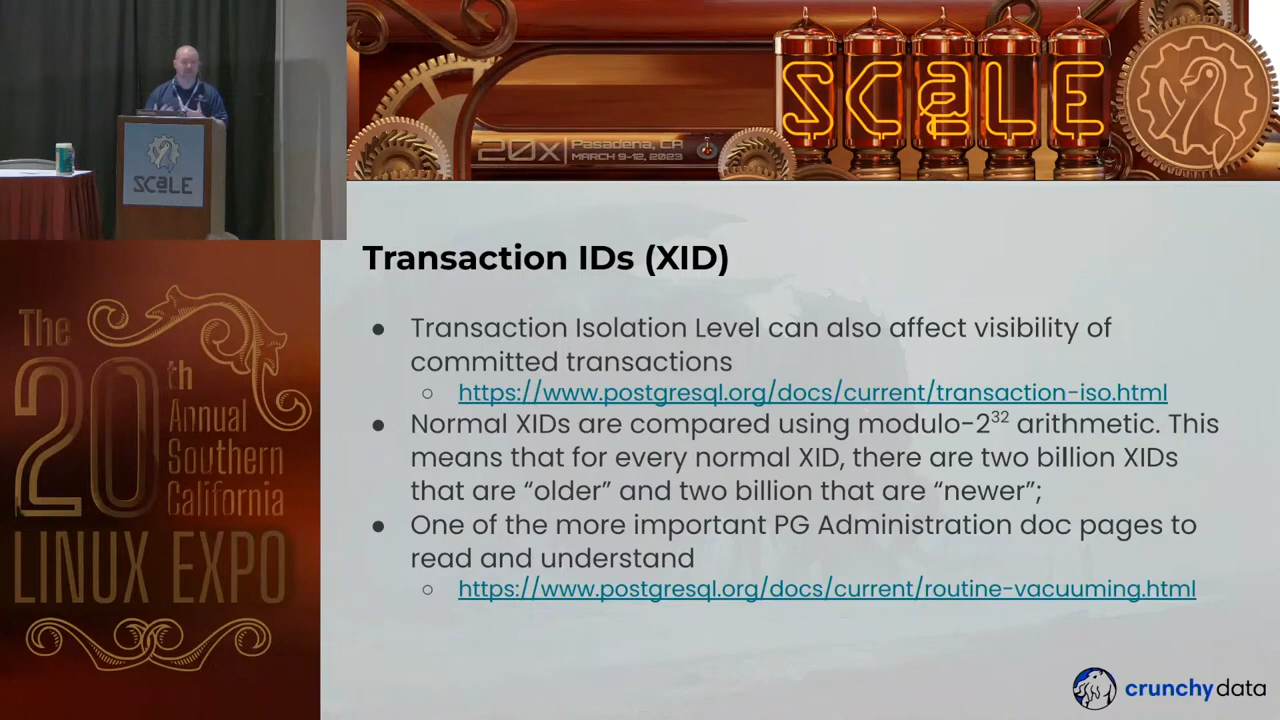 SCaLE
20x
Pasadena, CA
MARCH 9-12, 2023
SCaLE
The
20th
Annual
Southern
California
LINUX EXPO
Transaction IDs (XID)
● Transaction Isolation Level can also affect visibility of
committed transactions
○ https://www.postgresql.org/docs/current/transaction-iso.html
● Normal XIDs are compared using modulo-2³² arithmetic. This
means that for every normal XID, there are two billion XIDs
that are “older” and two billion that are “newer”;
● One of the more important PG Administration doc pages to
read and understand
○ https://www.postgresql.org/docs/current/routine-vacuuming.html
crunchydata